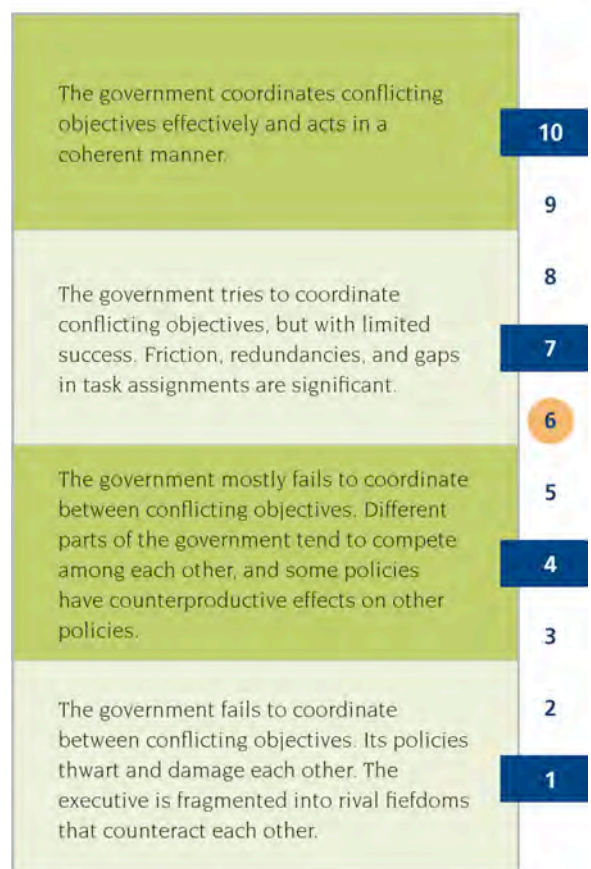 The government coordinates conflicting
objectives effectively and acts in a
coherent manner.
10
9
8
The government tries to coordinate
conflicting objectives, but with limited
success. Friction, redundancies, and gaps
in task assignments are significant.
7
6
The government mostly fails to coordinate
between conflicting objectives. Different
parts of the government tend to compete
among each other, and some policies
have counterproductive effects on other
policies.
5
4
3
The government fails to coordinate
between conflicting objectives. Its policies
thwart and damage each other. The
executive is fragmented into rival fiefdoms
that counteract each other.
2
1